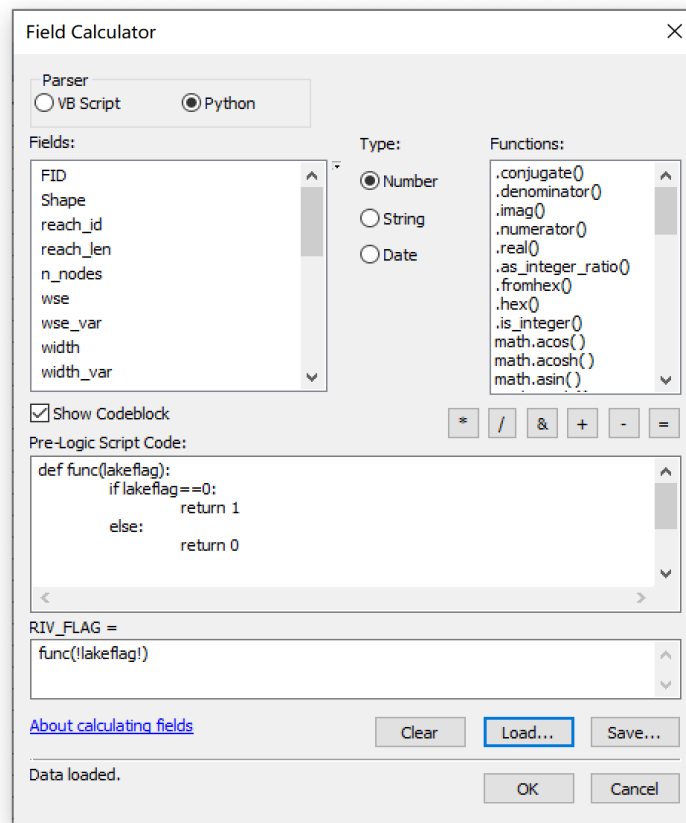 Field Calculator
Parser
VB Script
Python
Fields:
Type:
Functions:
FID
Shape
reach_id
reach_len
n_nodes
wse
wse_var
width
width_var
Number
String
Date
.conjugate()
.denominator()
.imag()
.numerator()
.real()
.as_integer_ratio()
.fromhex()
.hex()
.is_integer()
math.acos( )
math.acosh( )
math.asin( )
Show Codeblock
* / & + - =
Pre-Logic Script Code:
def func(lakeflag):
if lakeflag==0:
return 1
else:
return 0
RIV_FLAG =
func(!lakeflag!)
About calculating fields
Clear
Load...
Save...
Data loaded.
OK
Cancel